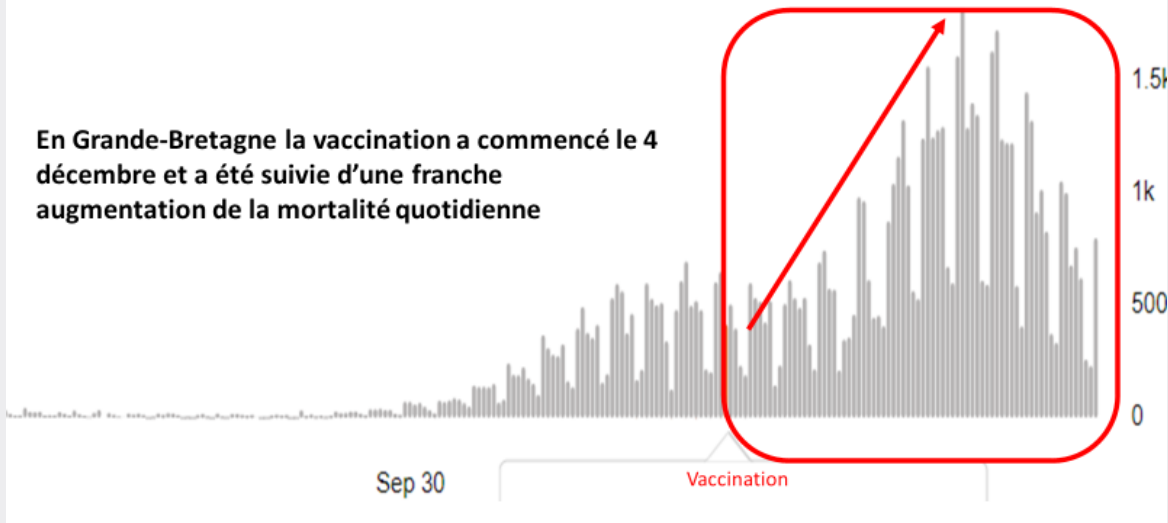 1.5k
En Grande-Bretagne la vaccination a commencé le 4
décembre et a été suivie d’une franche
augmentation de la mortalité quotidienne
1k
500
0
Sep 30
Vaccination